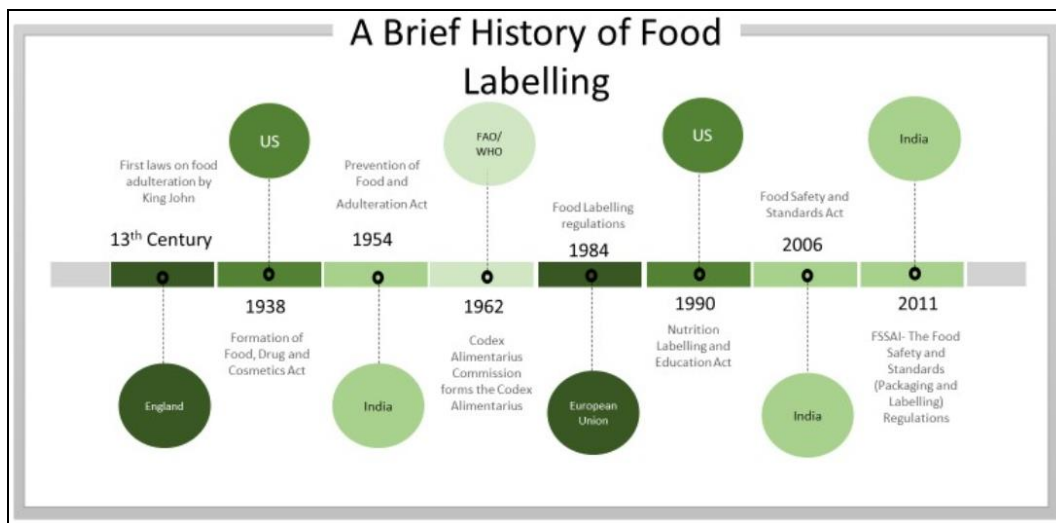 A Brief History of Food
Labelling
First laws on food
adulteration by
King John
13th Century
England
US
1938
Formation of
Food, Drug and
Cosmetics Act
Prevention of
Food and
Adulteration Act
1954
India
FAO/
WHO
1962
Codex
Alimentarius
Commission
forms the Codex
Alimentarius
Food Labelling
regulations
1984
European
Union
US
1990
Nutrition
Labelling and
Education Act
Food Safety and
Standards Act
2006
India
India
2011
FSSAI- The Food
Safety and
Standards
(Packaging and
Labelling)
Regulations